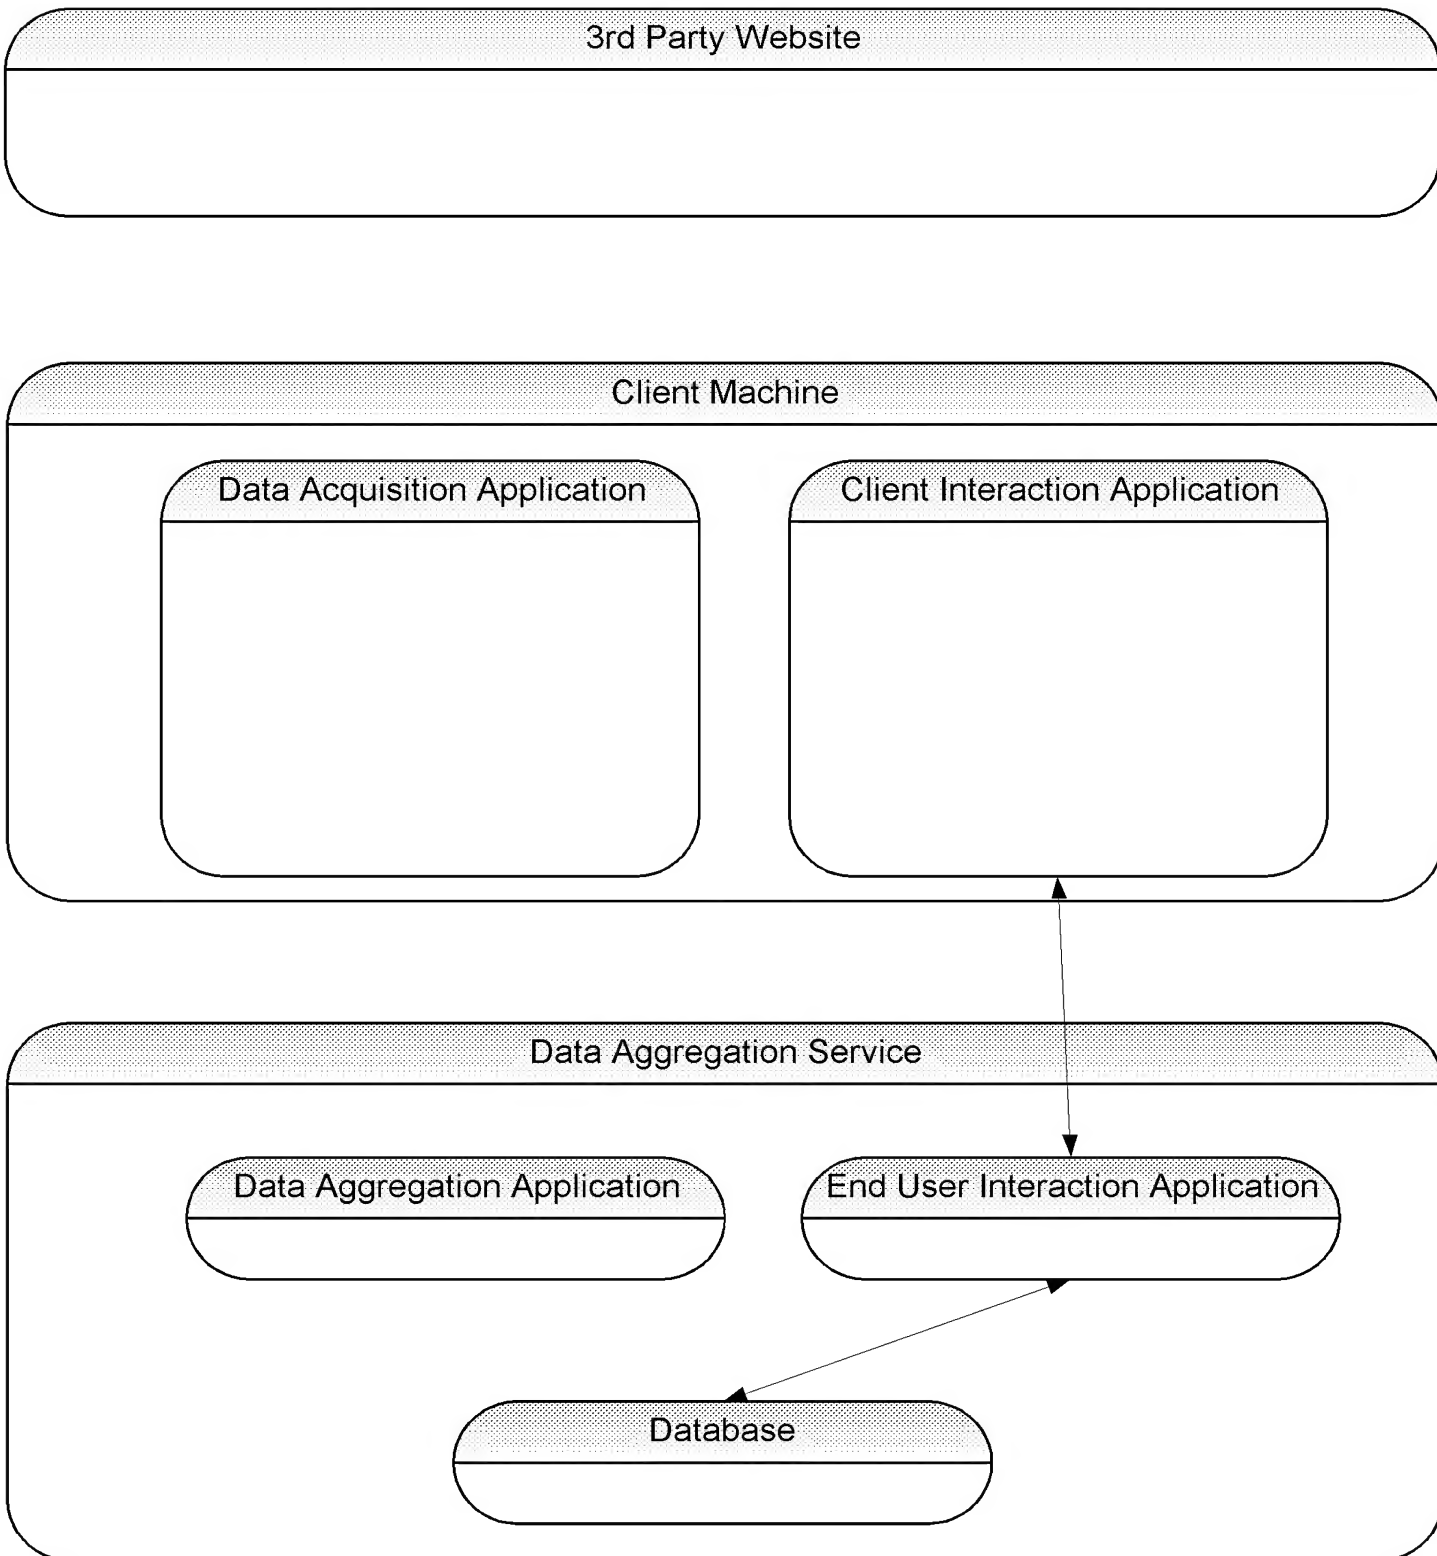 3rd Party Website
Client Machine
Data Acquisition Application
Client Interaction Application
Data Aggregation Service
Data Aggregation Application
End User Interaction Application
Database